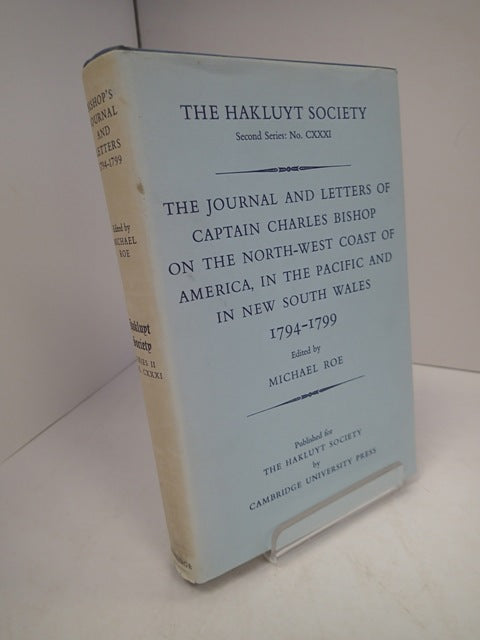 THE HAKLUYT SOCIETY
Second Series: No. CXXXI
THE JOURNAL AND LETTERS OF
CAPTAIN CHARLES BISHOP
ON THE NORTH-WEST COAST OF
AMERICA, IN THE PACIFIC AND
IN NEW SOUTH WALES
1794-1799
Edited by
MICHAEL ROE
Published for
THE HAKLUYT SOCIETY
by
CAMBRIDGE UNIVERSITY PRESS
BISHOP'S
JOURNAL
AND
LETTERS
1794-1799
Edited by
MICHAEL
ROE
Hakluyt
Society
SERIES II
CXXXI